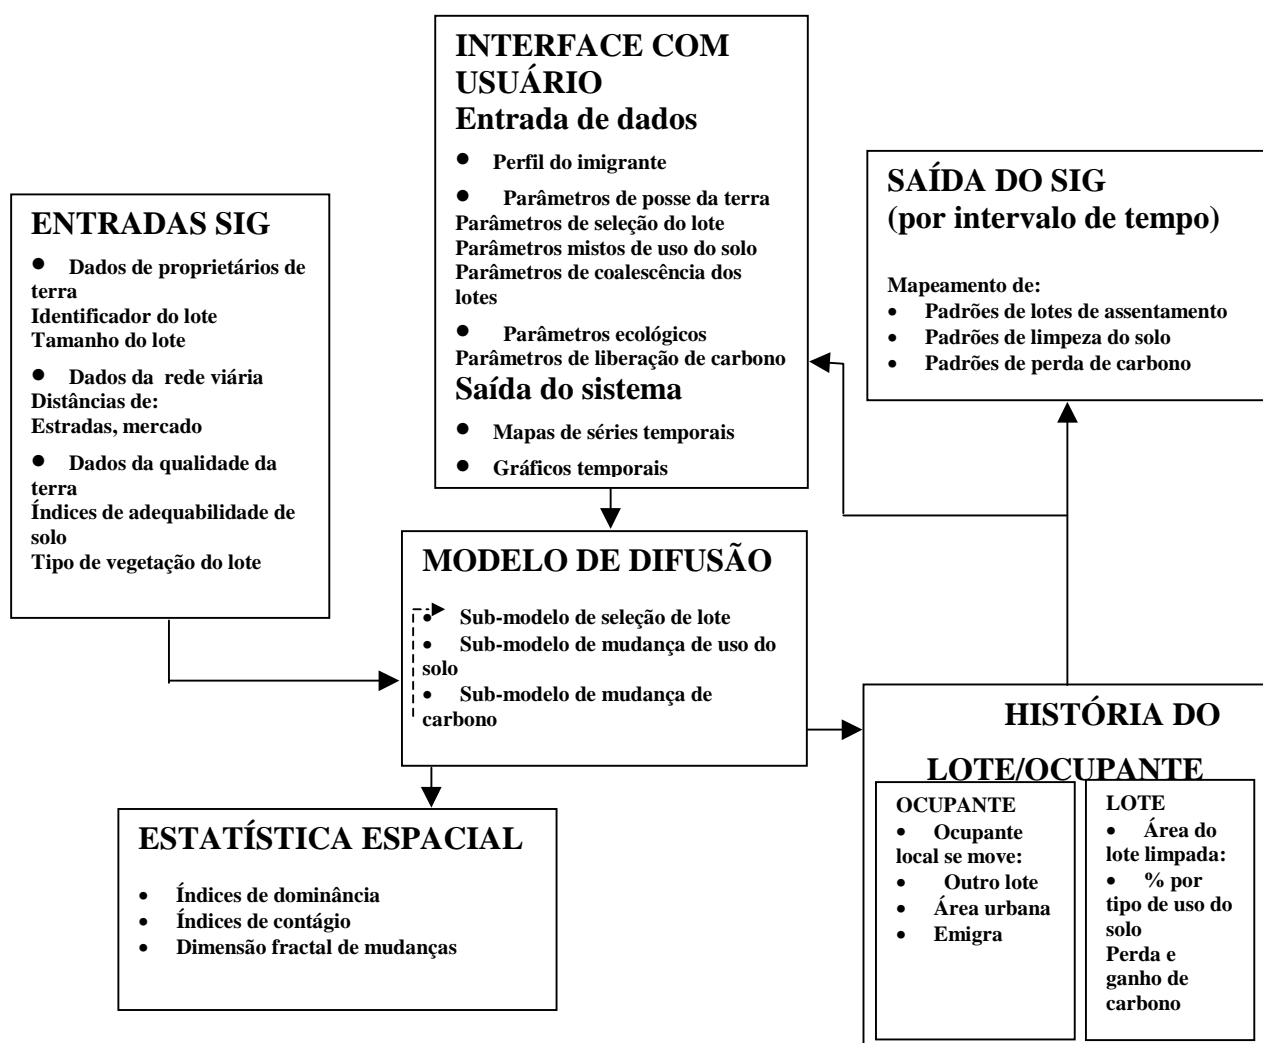 INTERFACE COM
USUÁRIO
Entrada de dados
• Perfil do imigrante
• Parâmetros de posse da terra
Parâmetros de seleção do lote
Parâmetros mistos de uso do solo
Parâmetros de coalescência dos
lotes
• Parâmetros ecológicos
Parâmetros de liberação de carbono
Saída do sistema
• Mapas de séries temporais
• Gráficos temporais
SAÍDA DO SIG
(por intervalo de tempo)
Mapeamento de:
• Padrões de lotes de assentamento
• Padrões de limpeza do solo
• Padrões de perda de carbono
ENTRADAS SIG
• Dados de proprietários de
terra
Identificador do lote
Tamanho do lote
• Dados da rede viária
Distâncias de:
Estradas, mercado
• Dados da qualidade da
terra
Índices de adequabilidade de
solo
Tipo de vegetação do lote
MODELO DE DIFUSÃO
• Sub-modelo de seleção de lote
• Sub-modelo de mudança de uso do
solo
• Sub-modelo de mudança de
carbono
HISTÓRIA DO
LOTE/OCUPANTE
OCUPANTE
• Ocupante
local se move:
• Outro lote
• Área urbana
• Emigra
LOTE
• Área do
lote limpada:
• % por
tipo de uso do
solo
Perda e
ganho de
carbono
ESTATÍSTICA ESPACIAL
• Índices de dominância
• Índices de contágio
• Dimensão fractal de mudanças